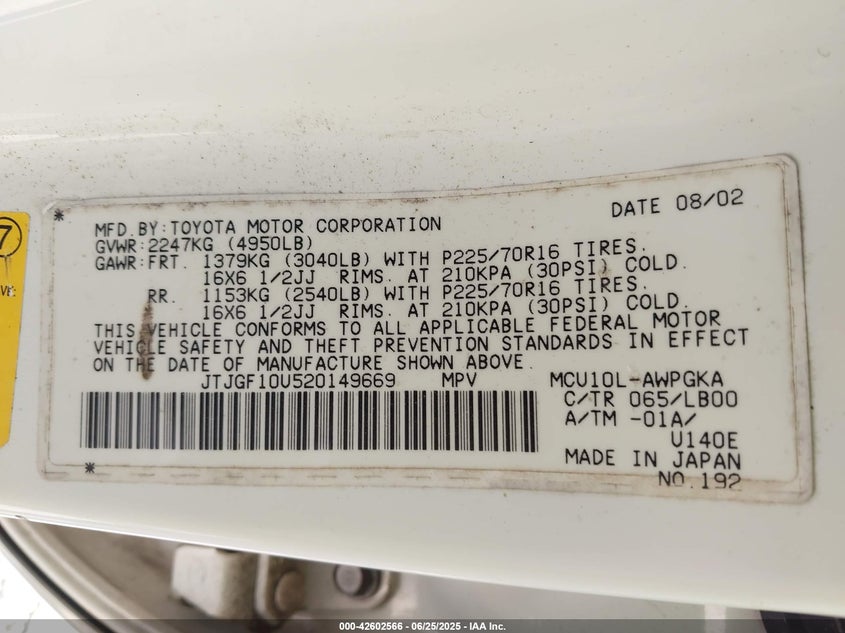 DATE 08/02
MFD.BY:TOYOTA MOTOR CORPORATION
GVWR:2247KG (4950LB)
GAWR:FRT. 1379KG (3040LB) WITH P225/70R16 TIRES.
16X6 1/2JJ RIMS. AT 210KPA (30PSI) COLD.
RR. 1153KG (2540LB) WITH P225/70R16 TIRES.
16X6 1/2JJ RIMS. AT 210KPA (30PSI) COLD.
THIS VEHICLE CONFORMS TO ALL APPLICABLE FEDERAL MOTOR
VEHICLE SAFETY AND THEFT PREVENTION STANDARDS IN EFFECT
ON THE DATE OF MANUFACTURE SHOWN ABOVE.
JTJGF10U520149669 MPV MCU10L-AWPGKA
C/TR 065/LB00
A/TM -01A/
U140E
MADE IN JAPAN
NO.192
7
000-42602566 - 06/25/2025 - IAA Inc.